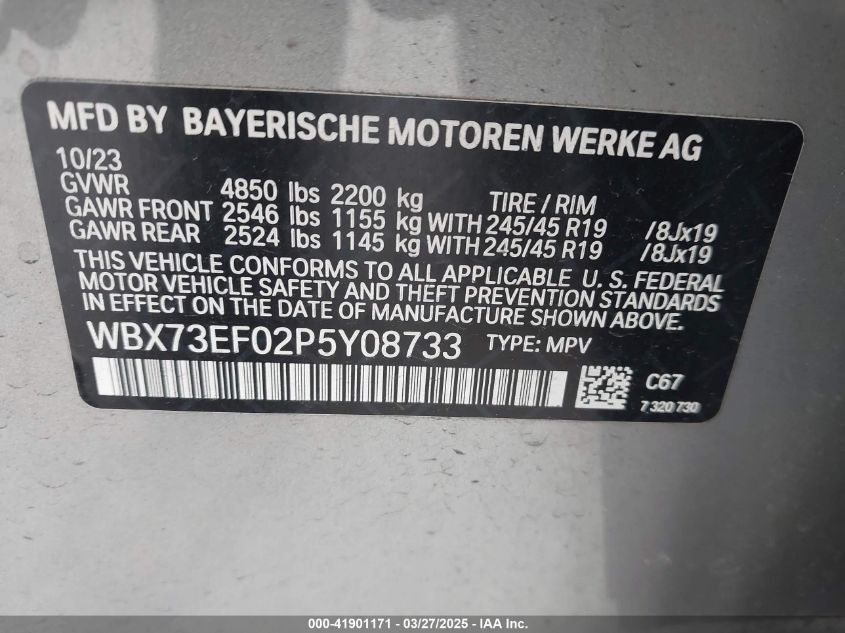 MFD BY BAYERISCHE MOTOREN WERKE AG
10/23
GVWR 4850 lbs 2200 kg TIRE / RIM
GAWR FRONT 2546 lbs 1155 kg WITH 245/45 R19 /8Jx19
GAWR REAR 2524 lbs 1145 kg WITH 245/45 R19 /8Jx19
THIS VEHICLE CONFORMS TO ALL APPLICABLE U. S. FEDERAL
MOTOR VEHICLE SAFETY AND THEFT PREVENTION STANDARDS
IN EFFECT ON THE DATE OF MANUFACTURE SHOWN ABOVE.
WBX73EF02P5Y08733 TYPE: MPV
C67
7 320 730
000-41901171 - 03/27/2025 - IAA Inc.